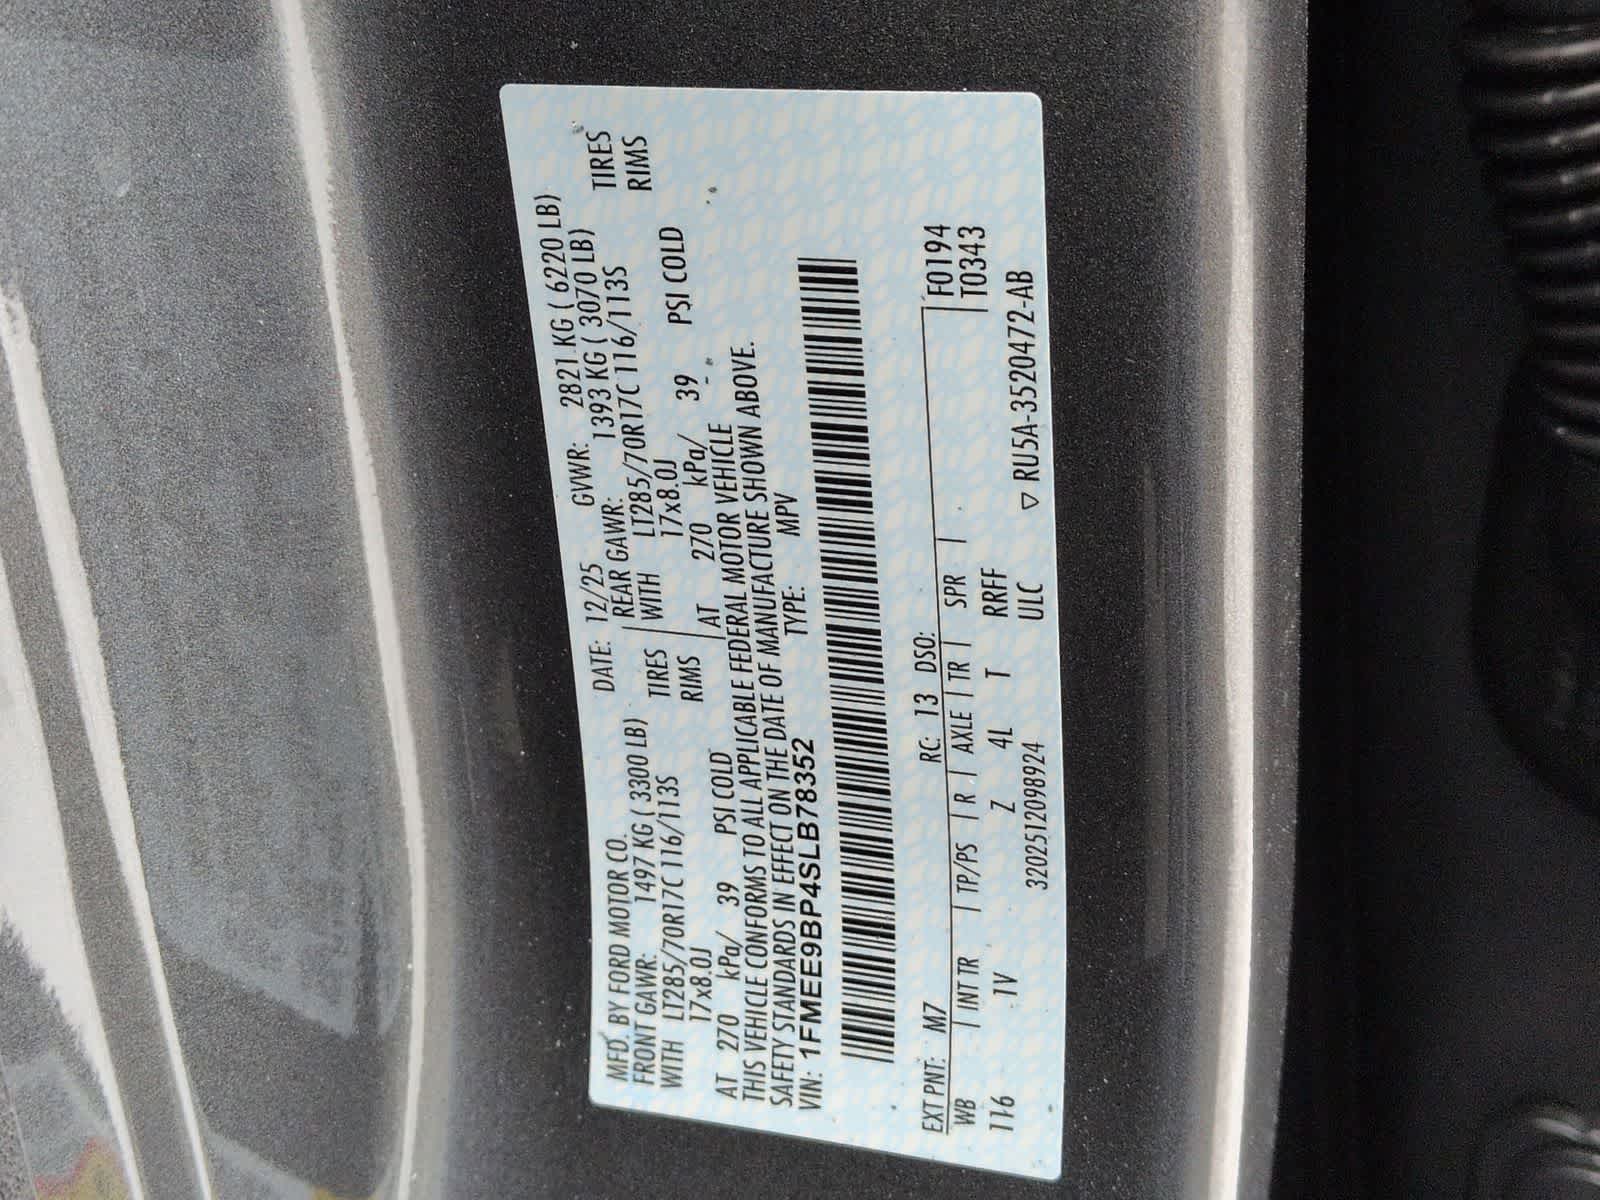 MFD. BY FORD MOTOR CO. DATE: 12/25 GVWR: 2821 KG ( 6220 LB)
FRONT GAWR: 1497 KG ( 3300 LB) REAR GAWR: 1393 KG ( 3070 LB)
WITH LT285/70R17C 116/113S TIRES WITH LT285/70R17C 116/113S TIRES
17x8.0J RIMS 17x8.0J RIMS
AT 270 kPa/ 39 PSI COLD AT 270 kPa/ 39 PSI COLD
THIS VEHICLE CONFORMS TO ALL APPLICABLE FEDERAL MOTOR VEHICLE
SAFETY STANDARDS IN EFFECT ON THE DATE OF MANUFACTURE SHOWN ABOVE.
VIN: 1FMEE9BP4SLB78352 TYPE: MPV
EXT PNT: M7 RC: 13 DSO: F0194
WB INT TR TP/PS R AXLE TR SPR T0343
116 1V Z 4L T RRFF
3202512098924 ULC ▽ RU5A-3520472-AB